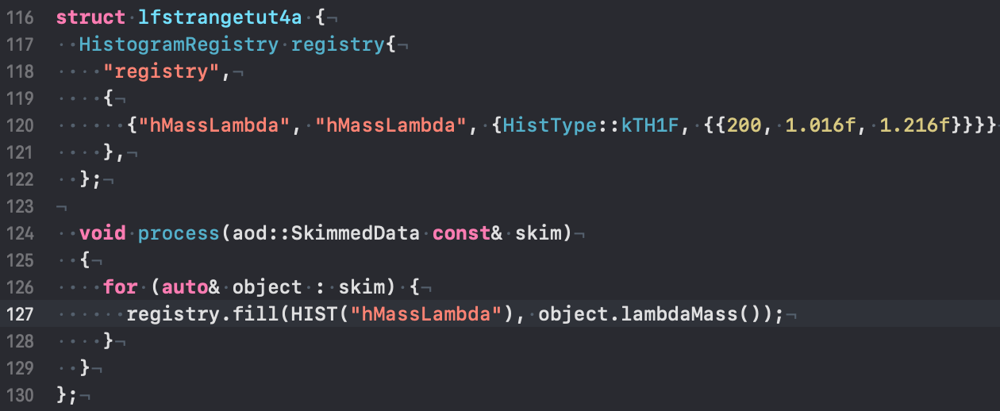 116 struct lfstrangetut4a {¬
117 ··HistogramRegistry·registry{¬
118 ····"registry",¬
119 ····{¬
120 ······{"hMassLambda",·"hMassLambda",·{HistType::kTH1F,·{{200,·1.016f,·1.216f}}}}
121 ····},¬
122 ··};¬
123 ¬
124 ··void·process(aod::SkimmedData const&·skim)¬
125 ··{¬
126 ····for·(auto&·object·:·skim)·{¬
127 ······registry.fill(HIST("hMassLambda"),·object.lambdaMass());¬
128 ····}¬
129 ··}¬
130 };¬